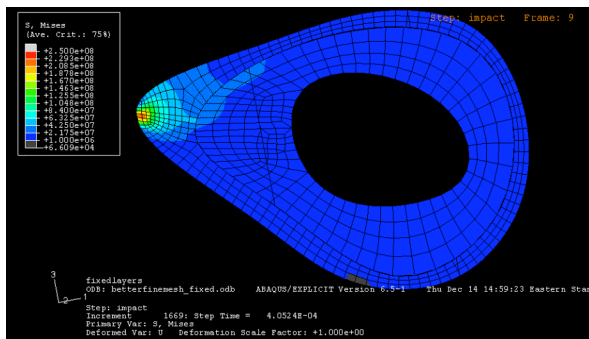 Step: impact Frame: 9
S, Mises
(Ave. Crit.: 75%)
+2.500e+08
+2.293e+08
+2.085e+08
+1.878e+08
+1.670e+08
+1.463e+08
+1.255e+08
+1.048e+08
+8.400e+07
+6.325e+07
+4.250e+07
+2.175e+07
+1.000e+06
+6.609e+04
3
2
1
fixedlayers
ODB: betterfinemesh_fixed.odb ABAQUS/EXPLICIT Version 6.5-1 Thu Dec 14 14:59:23 Eastern Stan
Step: impact
Increment 1669: Step Time = 4.0524E-04
Primary Var: S, Mises
Deformed Var: U Deformation Scale Factor: +1.000e+00